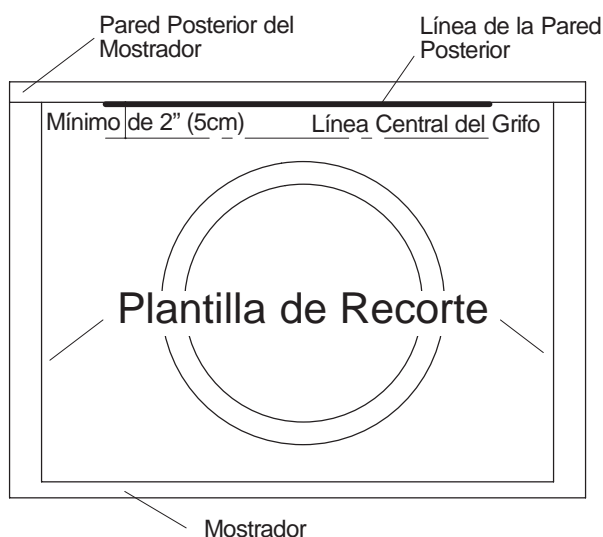 Pared Posterior del
Mostrador
Línea de la Pared
Posterior
Mínimo de 2” (5cm)
Línea Central del Grifo
Plantilla de Recorte
Mostrador